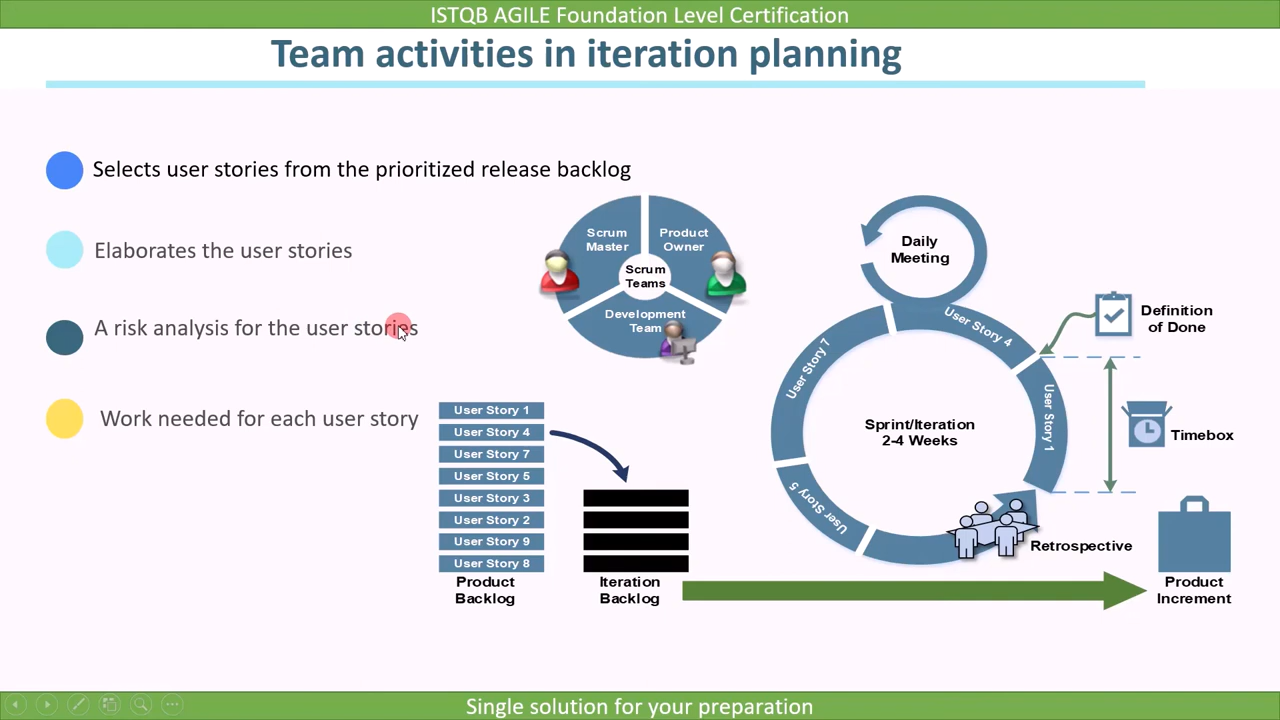 ISTQB AGILE Foundation Level Certification
Team activities in iteration planning
Selects user stories from the prioritized release backlog
Elaborates the user stories
A risk analysis for the user stories
Work needed for each user story
Scrum
Master
Product
Owner
Scrum
Teams
Development
Team
User Story 1
User Story 4
User Story 7
User Story 5
User Story 3
User Story 2
User Story 9
User Story 8
Product
Backlog
Iteration
Backlog
Daily
Meeting
User Story 4
User Story 7
User Story 1
User Story 5
Sprint/Iteration
2-4 Weeks
Definition
of Done
Timebox
Retrospective
Product
Increment
Single solution for your preparation